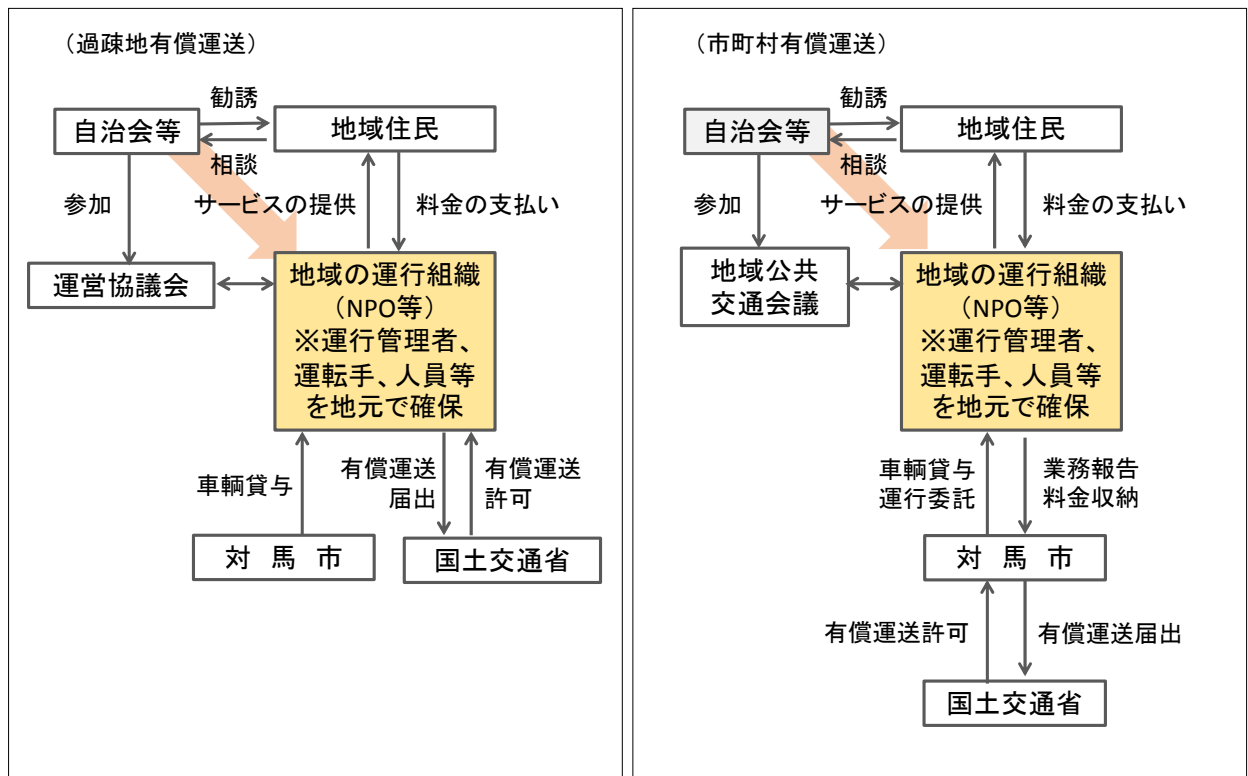 （過疎地有償運送）
勧誘
自治会等
地域住民
相談
参加
サービスの提供
料金の支払い
運営協議会
地域の運行組織
（NPO等）
※運行管理者、
運転手、人員等
を地元で確保
車輌貸与
有償運送
届出
有償運送
許可
対　馬　市
国土交通省
（市町村有償運送）
勧誘
自治会等
地域住民
相談
参加
サービスの提供
料金の支払い
地域公共
交通会議
地域の運行組織
（NPO等）
※運行管理者、
運転手、人員等
を地元で確保
車輌貸与
運行委託
業務報告
料金収納
対　馬　市
有償運送許可
有償運送届出
国土交通省